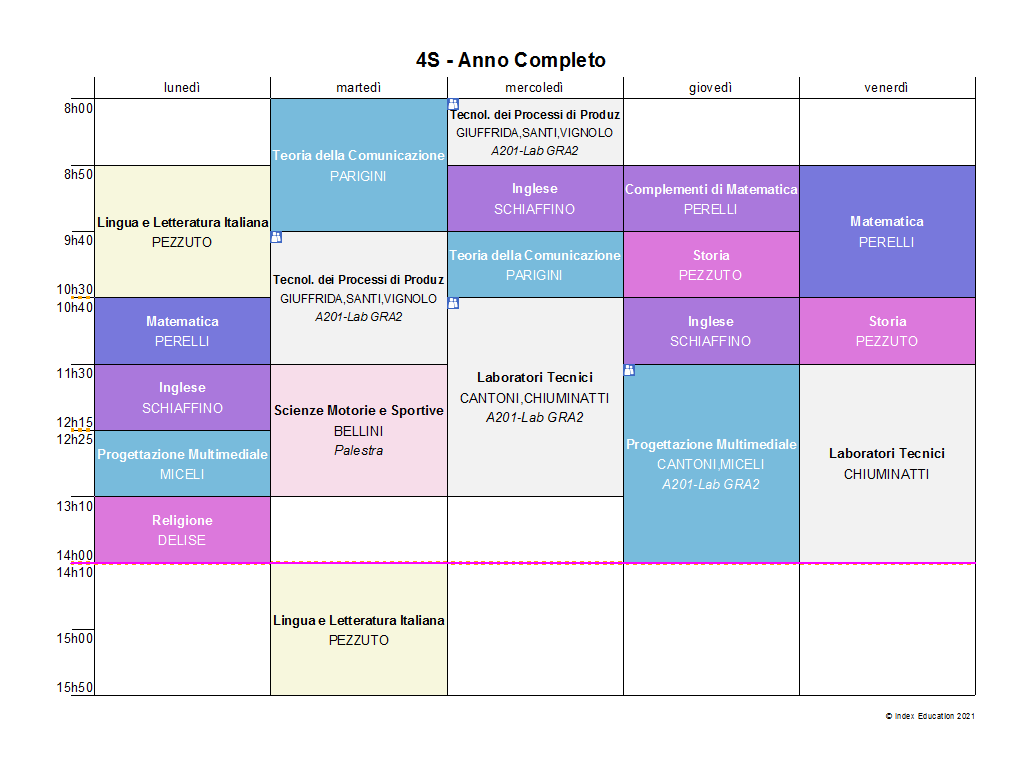 4S - Anno Completo
lunedì martedì mercoledì giovedì venerdì
8h00
8h50
9h40
10h30
10h40
11h30
12h15
12h25
13h10
14h00
14h10
15h00
15h50
Lingua e Letteratura Italiana
PEZZUTO
Matematica
PERELLI
Inglese
SCHIAFFINO
Progettazione Multimediale
MICELI
Religione
DELISE
Teoria della Comunicazione
PARIGINI
Tecnol. dei Processi di Produz
GIUFFRIDA,SANTI,VIGNOLO
A201-Lab GRA2
Scienze Motorie e Sportive
BELLINI
Palestra
Lingua e Letteratura Italiana
PEZZUTO
Tecnol. dei Processi di Produz
GIUFFRIDA,SANTI,VIGNOLO
A201-Lab GRA2
Inglese
SCHIAFFINO
Teoria della Comunicazione
PARIGINI
Laboratori Tecnici
CANTONI,CHIUMINATTI
A201-Lab GRA2
Complementi di Matematica
PERELLI
Storia
PEZZUTO
Inglese
SCHIAFFINO
Progettazione Multimediale
CANTONI,MICELI
A201-Lab GRA2
Matematica
PERELLI
Storia
PEZZUTO
Laboratori Tecnici
CHIUMINATTI
© Index Education 2021